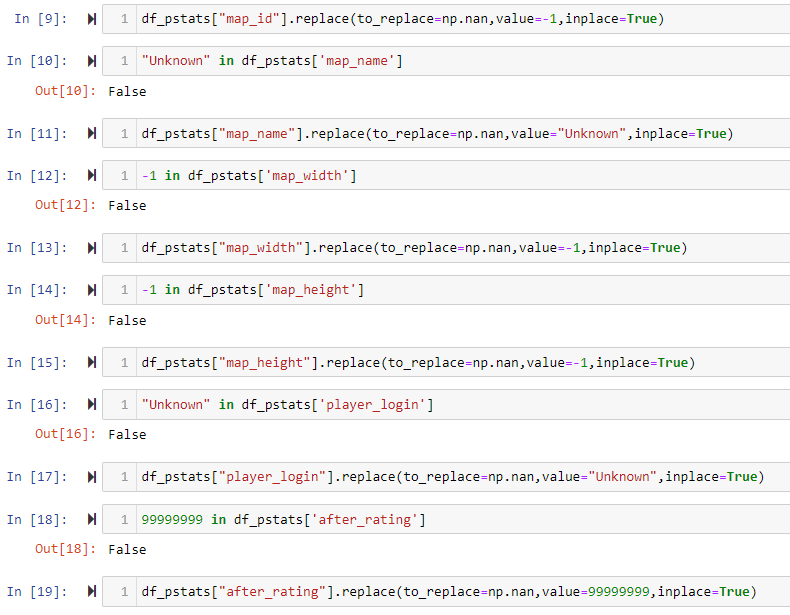 In [9]: 1 df_pstats["map_id"].replace(to_replace=np.nan,value=-1,inplace=True)
In [10]: 1 "Unknown" in df_pstats['map_name']
Out[10]: False
In [11]: 1 df_pstats["map_name"].replace(to_replace=np.nan,value="Unknown",inplace=True)
In [12]: 1 -1 in df_pstats['map_width']
Out[12]: False
In [13]: 1 df_pstats["map_width"].replace(to_replace=np.nan,value=-1,inplace=True)
In [14]: 1 -1 in df_pstats['map_height']
Out[14]: False
In [15]: 1 df_pstats["map_height"].replace(to_replace=np.nan,value=-1,inplace=True)
In [16]: 1 "Unknown" in df_pstats['player_login']
Out[16]: False
In [17]: 1 df_pstats["player_login"].replace(to_replace=np.nan,value="Unknown",inplace=True)
In [18]: 1 99999999 in df_pstats['after_rating']
Out[18]: False
In [19]: 1 df_pstats["after_rating"].replace(to_replace=np.nan,value=99999999,inplace=True)